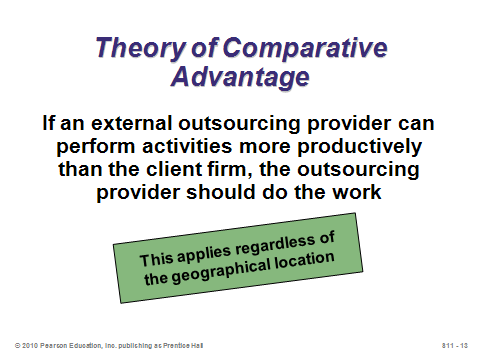 Theory of Comparative
Advantage
If an external outsourcing provider can
perform activities more productively
than the client firm, the outsourcing
provider should do the work
This applies regardless of
the geographical location
© 2010 Pearson Education, Inc. publishing as Prentice Hall
S11 - 18